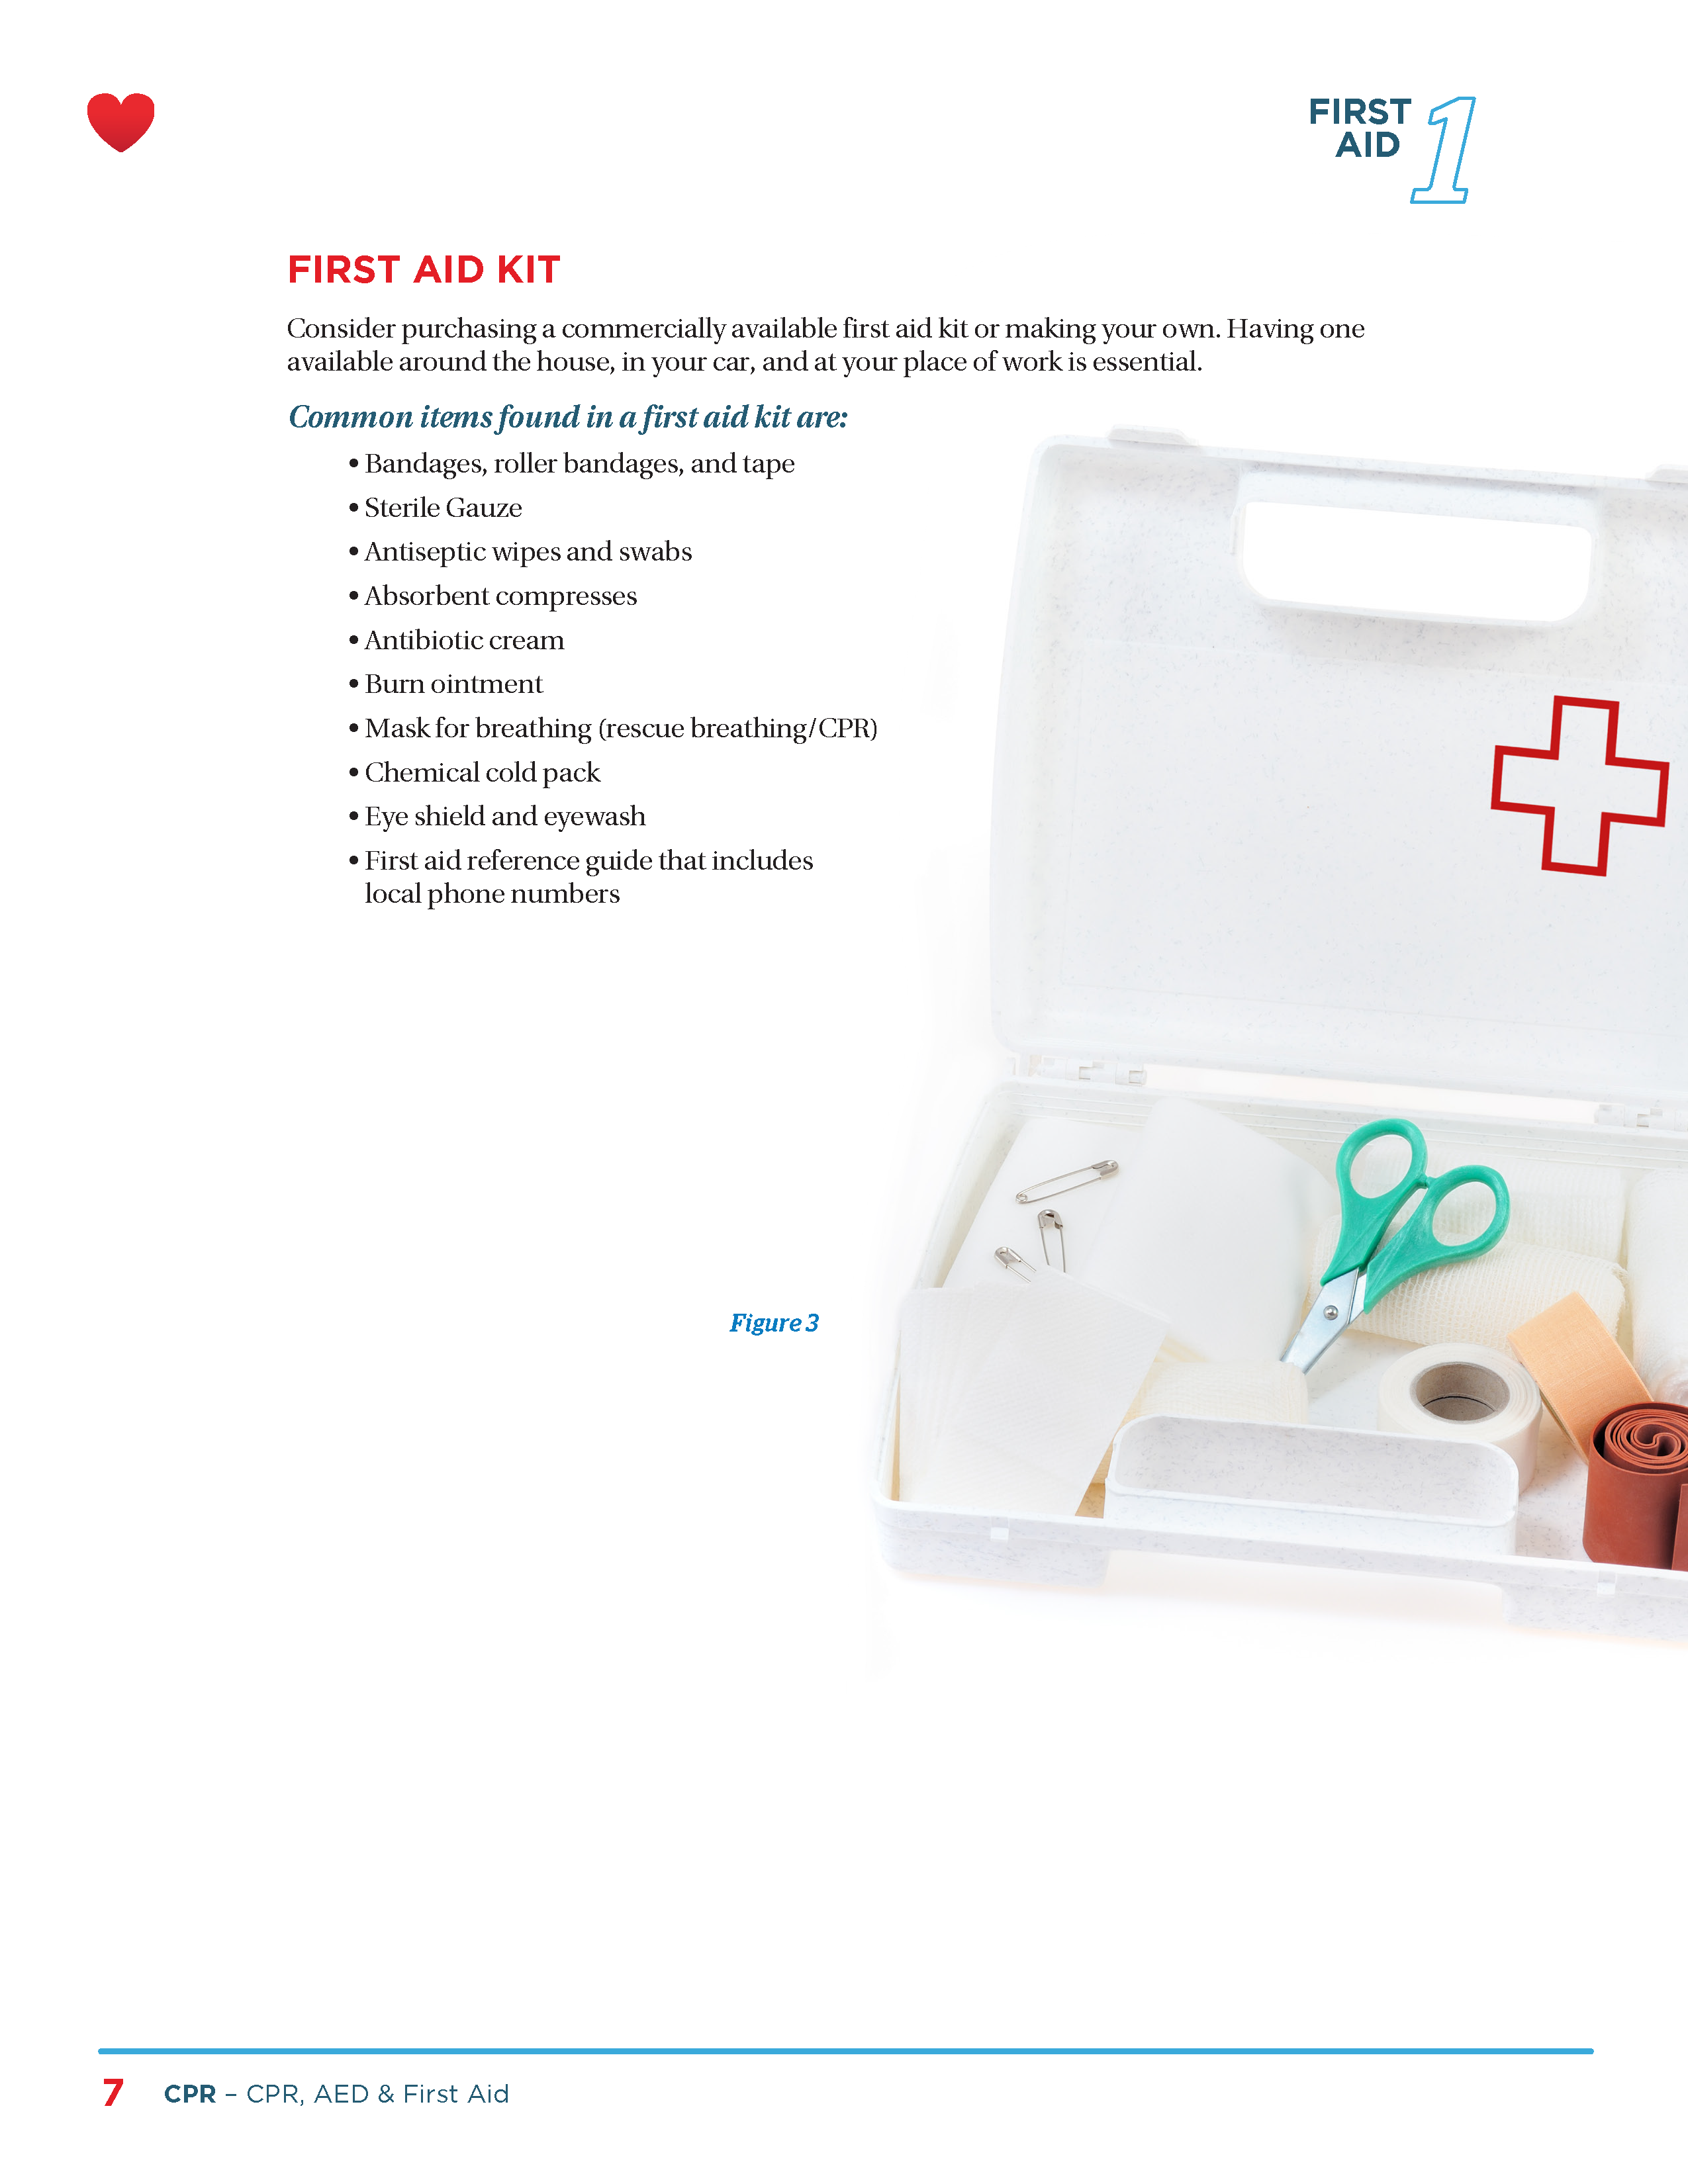 FIRST
AID 1
FIRST AID KIT
Consider purchasing a commercially available first aid kit or making your own. Having one
available around the house, in your car, and at your place of work is essential.
Common items found in a first aid kit are:
• Bandages, roller bandages, and tape
• Sterile Gauze
• Antiseptic wipes and swabs
• Absorbent compresses
• Antibiotic cream
• Burn ointment
• Mask for breathing (rescue breathing/CPR)
• Chemical cold pack
• Eye shield and eyewash
• First aid reference guide that includes
local phone numbers
Figure 3
7 CPR – CPR, AED & First Aid